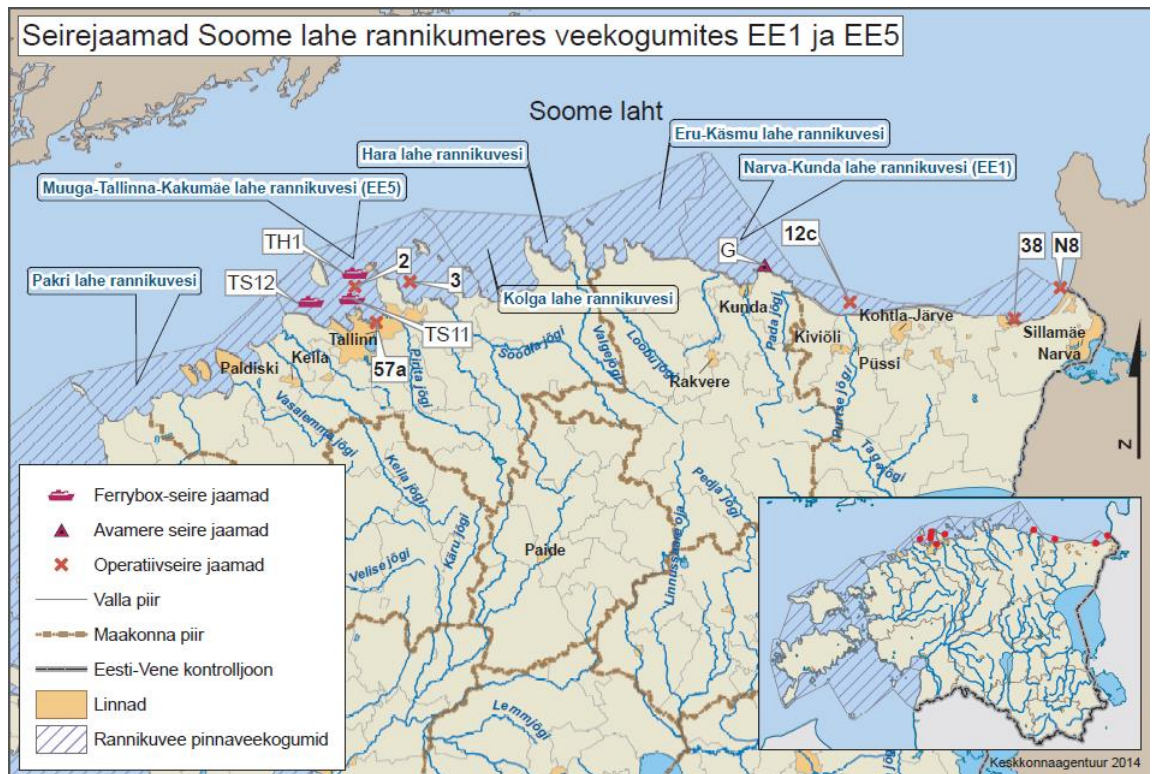 Seirejaamad Soome lahe rannikumeres veekogumites EE1 ja EE5
Soome laht
Eru-Käsmu lahe rannikuvesi
Hara lahe rannikuvesi
Narva-Kunda lahe rannikuvesi (EE1)
Muuga-Tallinna-Kakumäe lahe rannikuvesi (EE5)
TH1
2
3
G
12c
38
N8
Pakri lahe rannikuvesi
TS12
Kolga lahe rannikuvesi
TS11
57a
Kunda
Kohtla-Järve
Tallinn
Sillamäe
Keila
Kiviõli
Püssi
Narva
Paldiski
Rakvere
Pirita jõgi
Soodla jõgi
Valgejõgi
Loobu jõgi
Pada jõgi
Purtse jõgi
Vasalemma jõgi
Keila jõgi
Tagajõgi
Pedja jõgi
Käru jõgi
Paide
Linnussaare oja
Velise jõgi
Lemmjõgi
N
Ferrybox-seire jaamad
Avamere seire jaamad
Operatiivseire jaamad
Valla piir
Maakonna piir
Eesti-Vene kontrolljoon
Linnad
Rannikuvee pinnaveekogumid
Keskkonnaagentuur 2014